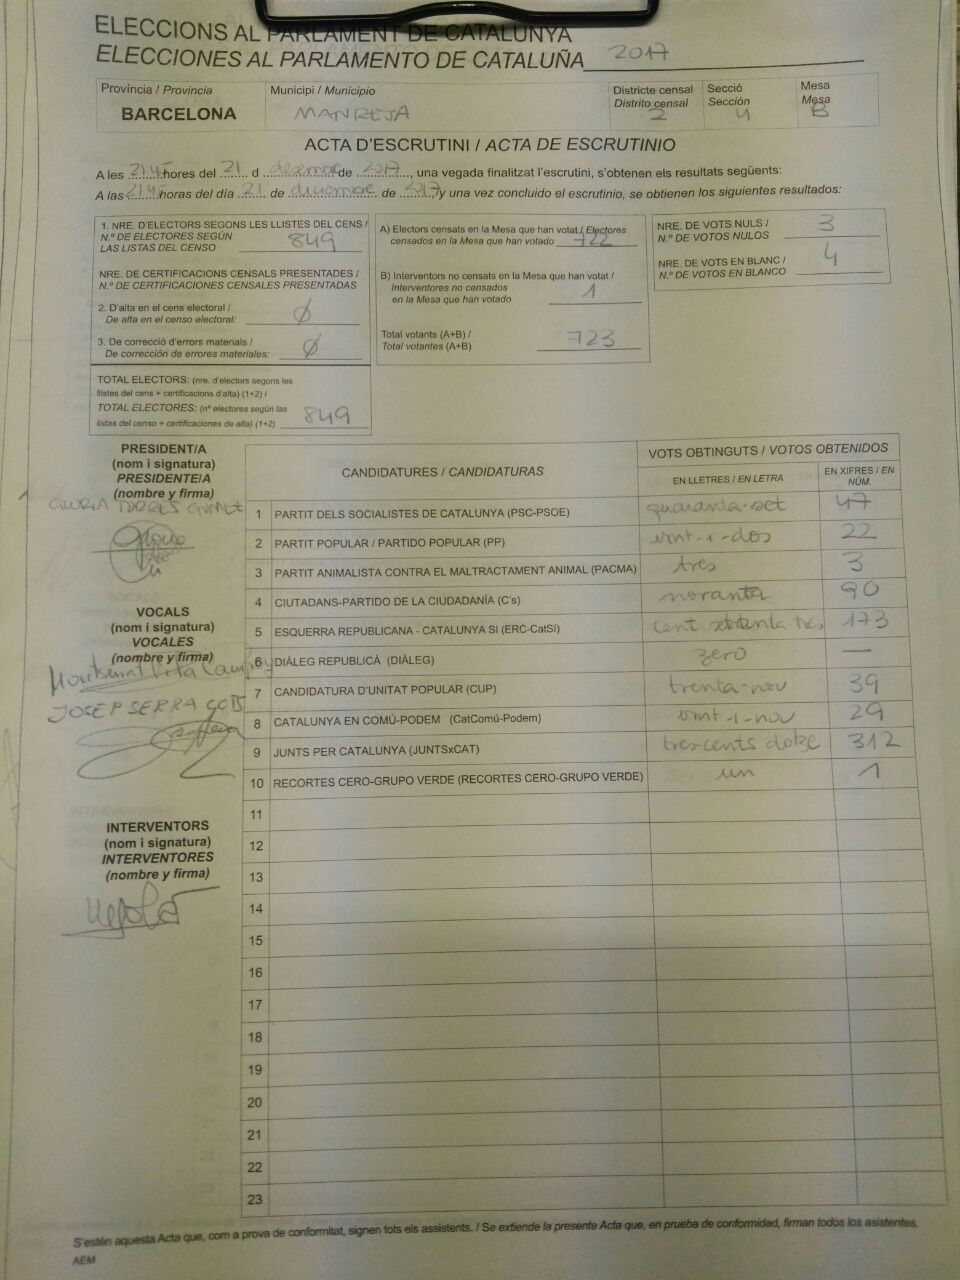 ELECCIONS AL PARLAMENT DE CATALUNYA
ELECCIONES AL PARLAMENTO DE CATALUÑA 2017
Província / Provincia
BARCELONA
Municipi / Municipio
MANRESA
Districte censal
Distrito censal
2
Secció
Sección
4
Mesa
Mesa
B
ACTA D'ESCRUTINI / ACTA DE ESCRUTINIO
A les 21'45 hores del 21 d desembre de 2017, una vegada finalitzat l'escrutini, s'obtenen els resultats següents:
A las 2145 horas del día 21 de diciembre de 2017 y una vez concluido el escrutinio, se obtienen los siguientes resultados:
1. NRE. D'ELECTORS SEGONS LES LLISTES DEL CENS /
N.º DE ELECTORES SEGÚN
LAS LISTAS DEL CENSO 849
NRE. DE CERTIFICACIONS CENSALS PRESENTADES /
N.º DE CERTIFICACIONES CENSALES PRESENTADAS
2. D'alta en el cens electoral /
De alta en el censo electoral: Ø
3. De correcció d'errors materials /
De corrección de errores materiales: Ø
TOTAL ELECTORS: (nre. d'electors segons les
llistes del cens + certificacions d'alta) (1+2) /
TOTAL ELECTORES: (nº electores según las
listas del censo + certificaciones de alta) (1+2) 849
A) Electors censats en la Mesa que han votat / Electores
censados en la Mesa que han votado 722
B) Interventors no censats en la Mesa que han votat /
Interventores no censados
en la Mesa que han votado 1
Total votants (A+B) /
Total votantes (A+B) 723
NRE. DE VOTS NULS /
N.º DE VOTOS NULOS 3
NRE. DE VOTS EN BLANC /
N.º DE VOTOS EN BLANCO 4
PRESIDENT/A
(nom i signatura)
PRESIDENTE/A
(nombre y firma)
GLORIA TORRES
VOCALS
(nom i signatura)
VOCALES
(nombre y firma)
Montserrat
JOSEP SERRA
INTERVENTORS
(nom i signatura)
INTERVENTORES
(nombre y firma)
CANDIDATURES / CANDIDATURAS
VOTS OBTINGUTS / VOTOS OBTENIDOS
EN LLETRES / EN LETRA
EN XIFRES / EN
NÚM.
1 PARTIT DELS SOCIALISTES DE CATALUNYA (PSC-PSOE) quaranta-set 47
2 PARTIT POPULAR / PARTIDO POPULAR (PP) vint-i-dos 22
3 PARTIT ANIMALISTA CONTRA EL MALTRACTAMENT ANIMAL (PACMA) tres 3
4 CIUTADANS-PARTIDO DE LA CIUDADANÍA (C's) noranta 90
5 ESQUERRA REPUBLICANA - CATALUNYA SI (ERC-CatSí) cent setenta-tres 173
6 DIÀLEG REPUBLICÀ (DIÀLEG) zero —
7 CANDIDATURA D'UNITAT POPULAR (CUP) trenta-nou 39
8 CATALUNYA EN COMÚ-PODEM (CatComú-Podem) vint-i-nou 29
9 JUNTS PER CATALUNYA (JUNTSxCAT) tres-cents dotze 312
10 RECORTES CERO-GRUPO VERDE (RECORTES CERO-GRUPO VERDE) un 1
11
12
13
14
15
16
17
18
19
20
21
22
23
S'estén aquesta Acta que, com a prova de conformitat, signen tots els assistents. / Se extiende la presente Acta que, en prueba de conformidad, firman todos los asistentes.
AEM